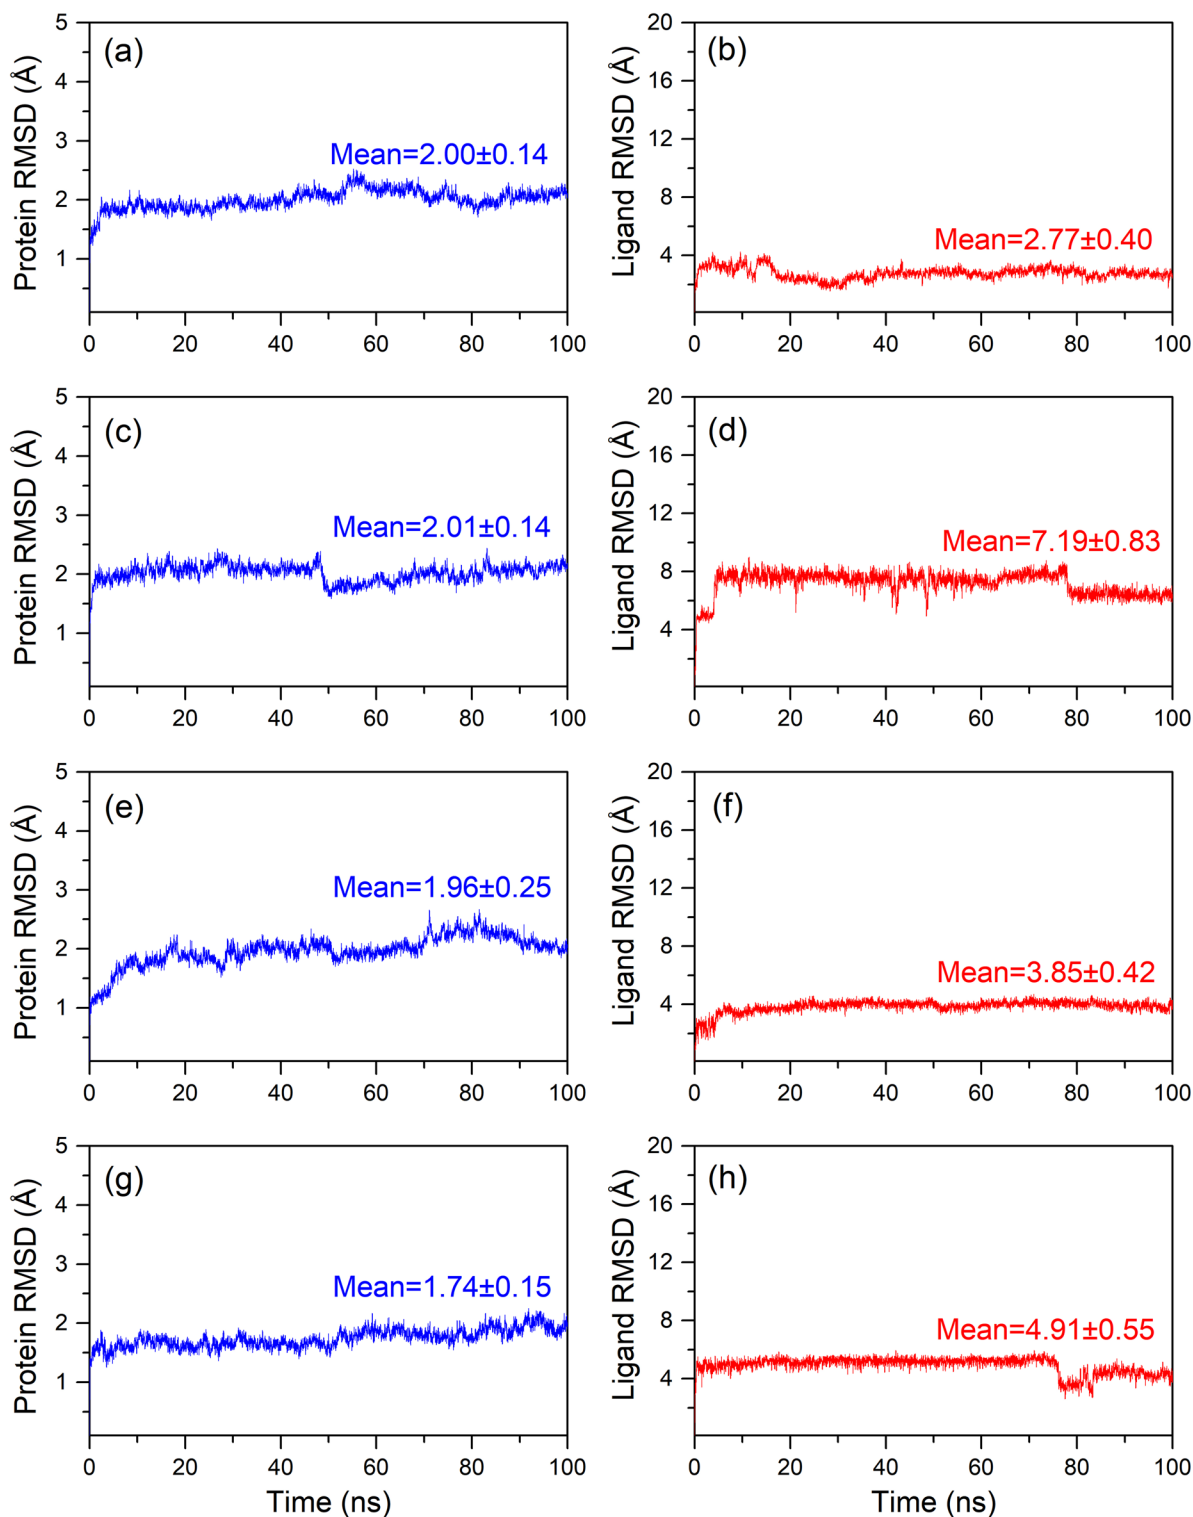 (a)
Protein RMSD (Å)
5
4
3
2
1
Mean=2.00±0.14
0 20 40 60 80 100
(b)
Ligand RMSD (Å)
20
16
12
8
4
Mean=2.77±0.40
0 20 40 60 80 100
(c)
Protein RMSD (Å)
5
4
3
2
1
Mean=2.01±0.14
0 20 40 60 80 100
(d)
Ligand RMSD (Å)
20
16
12
8
4
Mean=7.19±0.83
0 20 40 60 80 100
(e)
Protein RMSD (Å)
5
4
3
2
1
Mean=1.96±0.25
0 20 40 60 80 100
(f)
Ligand RMSD (Å)
20
16
12
8
4
Mean=3.85±0.42
0 20 40 60 80 100
(g)
Protein RMSD (Å)
5
4
3
2
1
Mean=1.74±0.15
0 20 40 60 80 100
Time (ns)
(h)
Ligand RMSD (Å)
20
16
12
8
4
Mean=4.91±0.55
0 20 40 60 80 100
Time (ns)